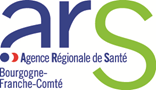 ars
Agence Régionale de Santé
Bourgogne-
Franche-Comté